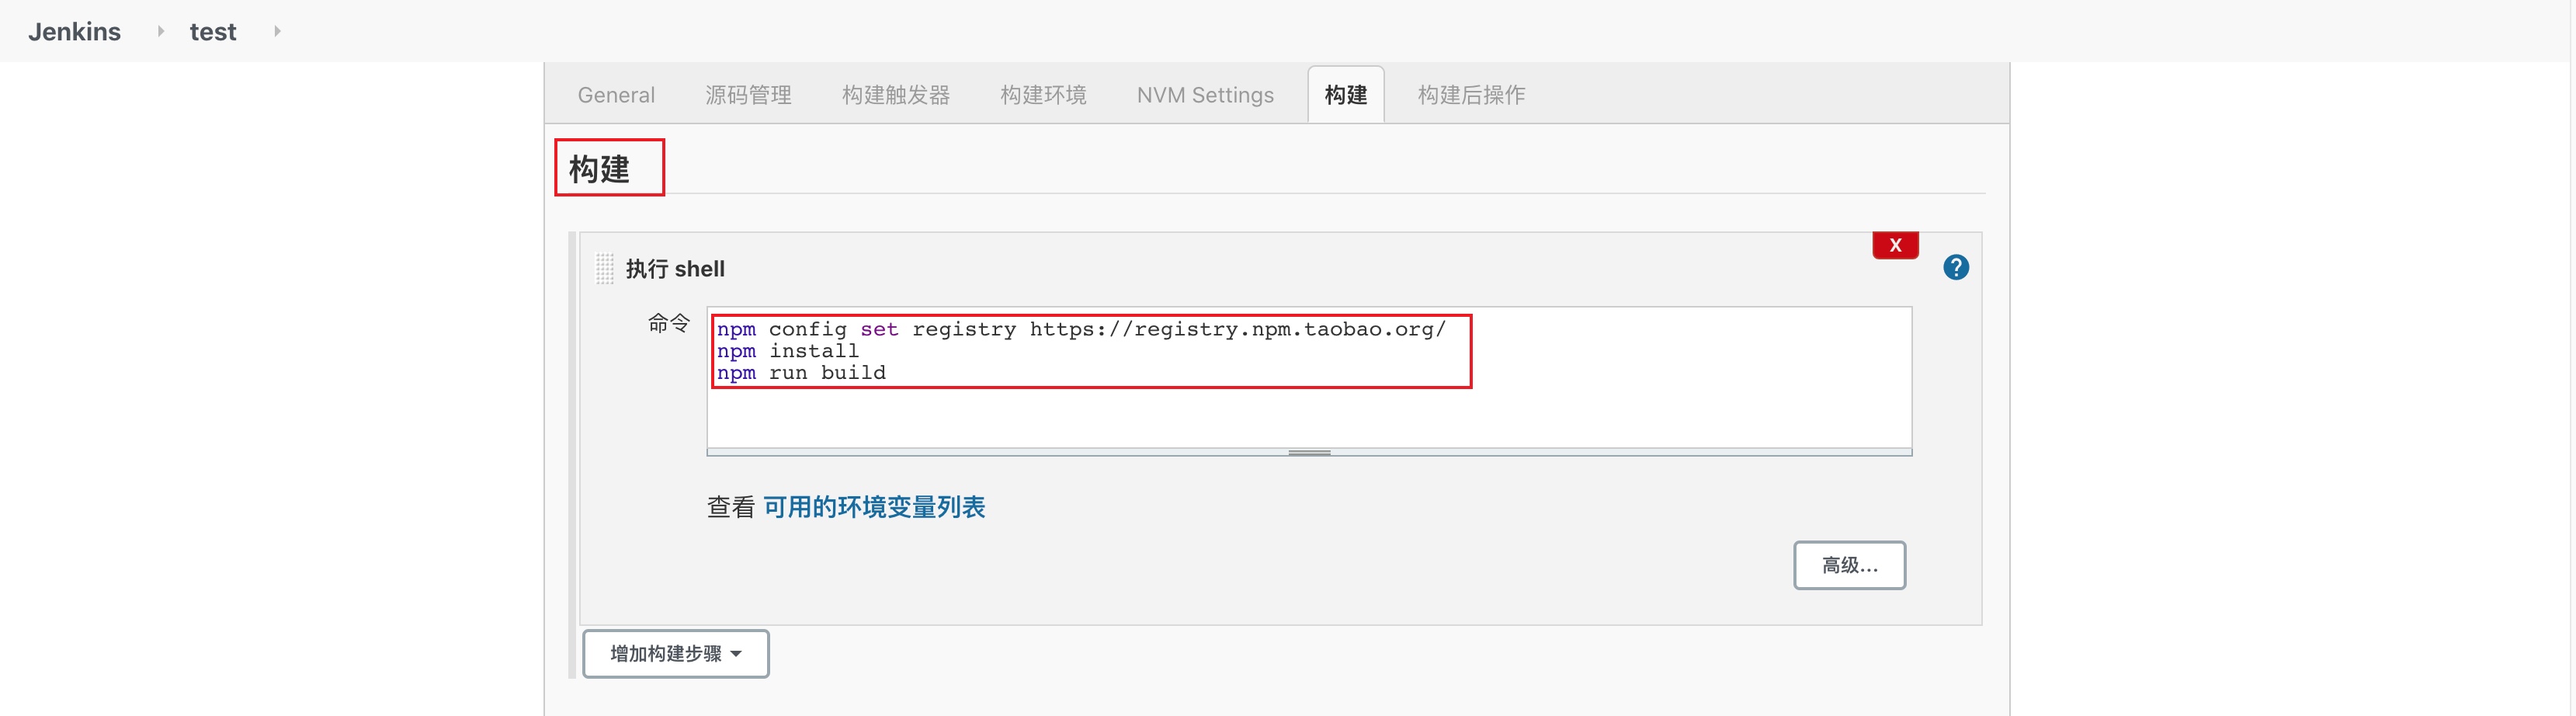 Jenkins test
General 源码管理 构建触发器 构建环境 NVM Settings 构建 构建后操作
构建
X
执行 shell
?
命令
npm config set registry https://registry.npm.taobao.org/
npm install
npm run build
查看 可用的环境变量列表
高级...
增加构建步骤